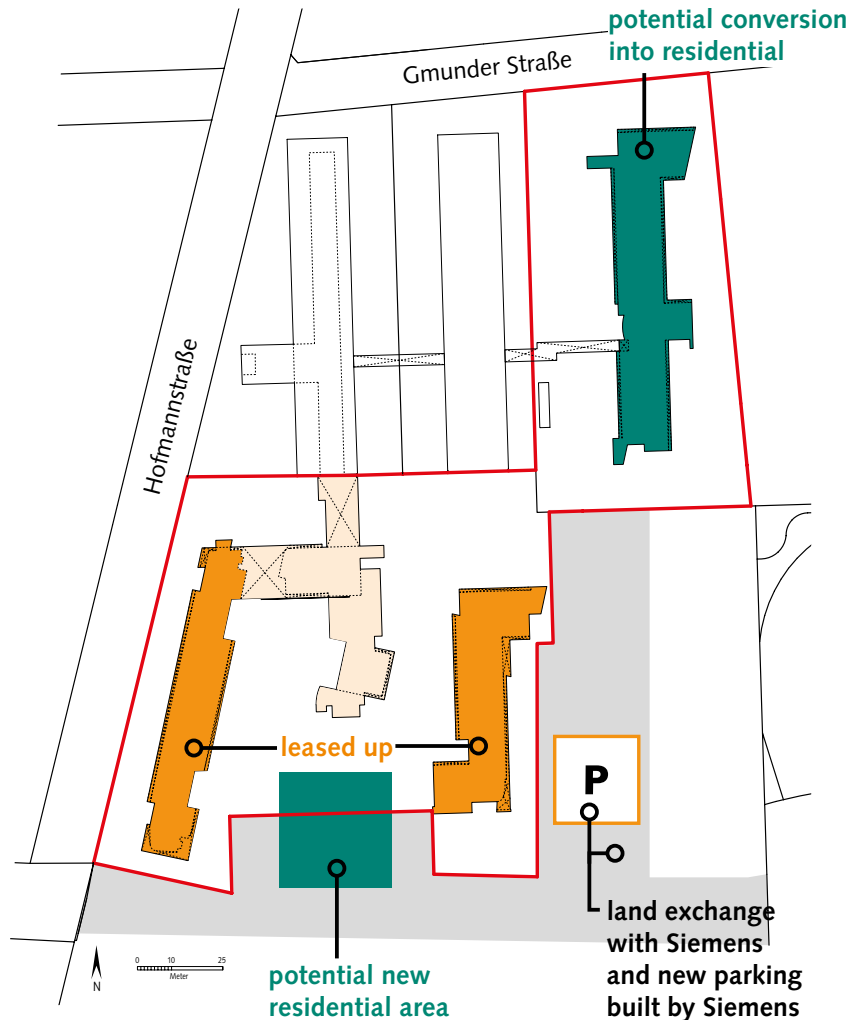 potential conversion
into residential
Gmunder Straße
Hofmannstraße
leased up
P
land exchange
with Siemens
and new parking
built by Siemens
potential new
residential area
N
0 10 25
Meter